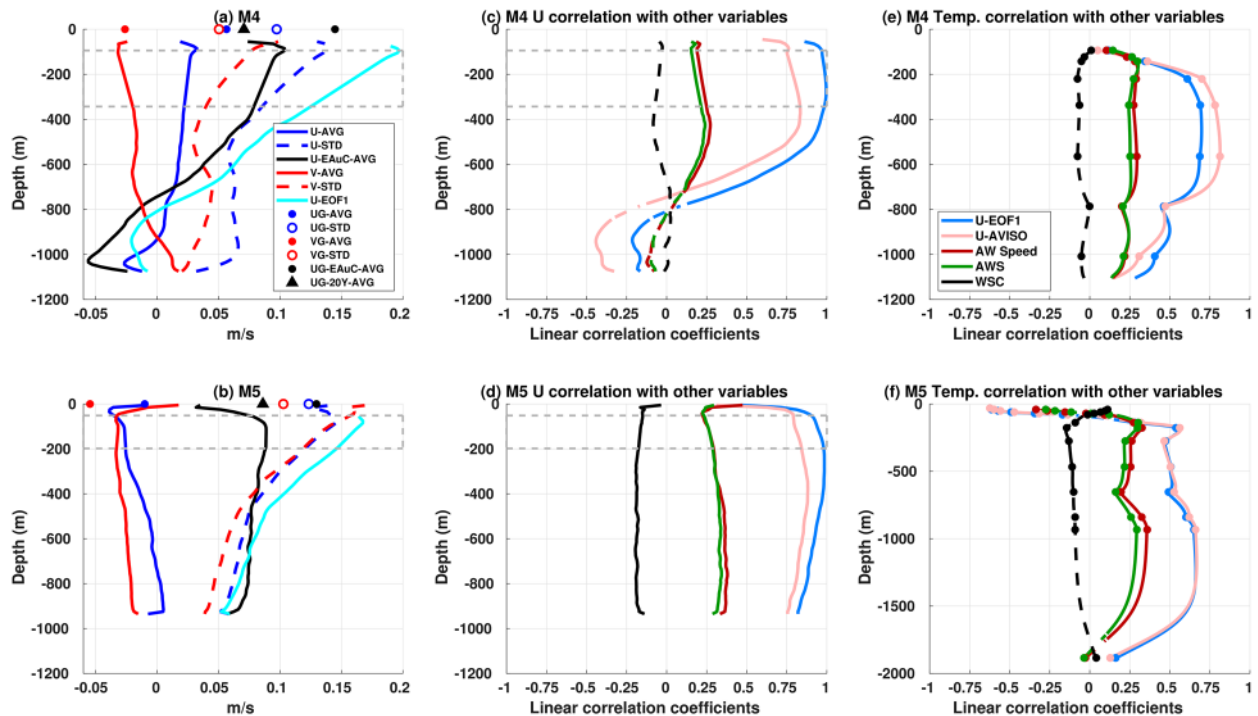 (a) M4
0
-200
-400
-600
-800
-1000
-1200
Depth (m)
-0.05
0
0.05
0.1
0.15
0.2
m/s
U-AVG
U-STD
U-EAuC-AVG
V-AVG
V-STD
U-EOF1
UG-AVG
UG-STD
VG-AVG
VG-STD
UG-EAuC-AVG
UG-20Y-AVG
(c) M4 U correlation with other variables
0
-200
-400
-600
-800
-1000
-1200
Depth (m)
-1
-0.75
-0.5
-0.25
0
0.25
0.5
0.75
1
Linear correlation coefficients
(e) M4 Temp. correlation with other variables
0
-200
-400
-600
-800
-1000
-1200
Depth (m)
-1
-0.75
-0.5
-0.25
0
0.25
0.5
0.75
1
Linear correlation coefficients
U-EOF1
U-AVISO
AW Speed
AWS
WSC
(b) M5
0
-200
-400
-600
-800
-1000
-1200
Depth (m)
-0.05
0
0.05
0.1
0.15
0.2
m/s
(d) M5 U correlation with other variables
0
-200
-400
-600
-800
-1000
-1200
Depth (m)
-1
-0.75
-0.5
-0.25
0
0.25
0.5
0.75
1
Linear correlation coefficients
(f) M5 Temp. correlation with other variables
0
-500
-1000
-1500
-2000
Depth (m)
-1
-0.75
-0.5
-0.25
0
0.25
0.5
0.75
1
Linear correlation coefficients